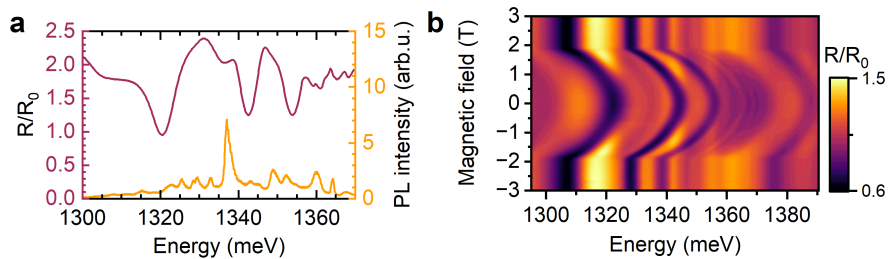 a
R/R0
2.5
2.0
1.5
1.0
0.5
0.0
15
10
5
0
PL intensity (arb.u.)
1300 1320 1340 1360
Energy (meV)
b
Magnetic field (T)
3
2
1
0
−1
−2
−3
1300 1320 1340 1360 1380
Energy (meV)
R/R0
1.5
0.6